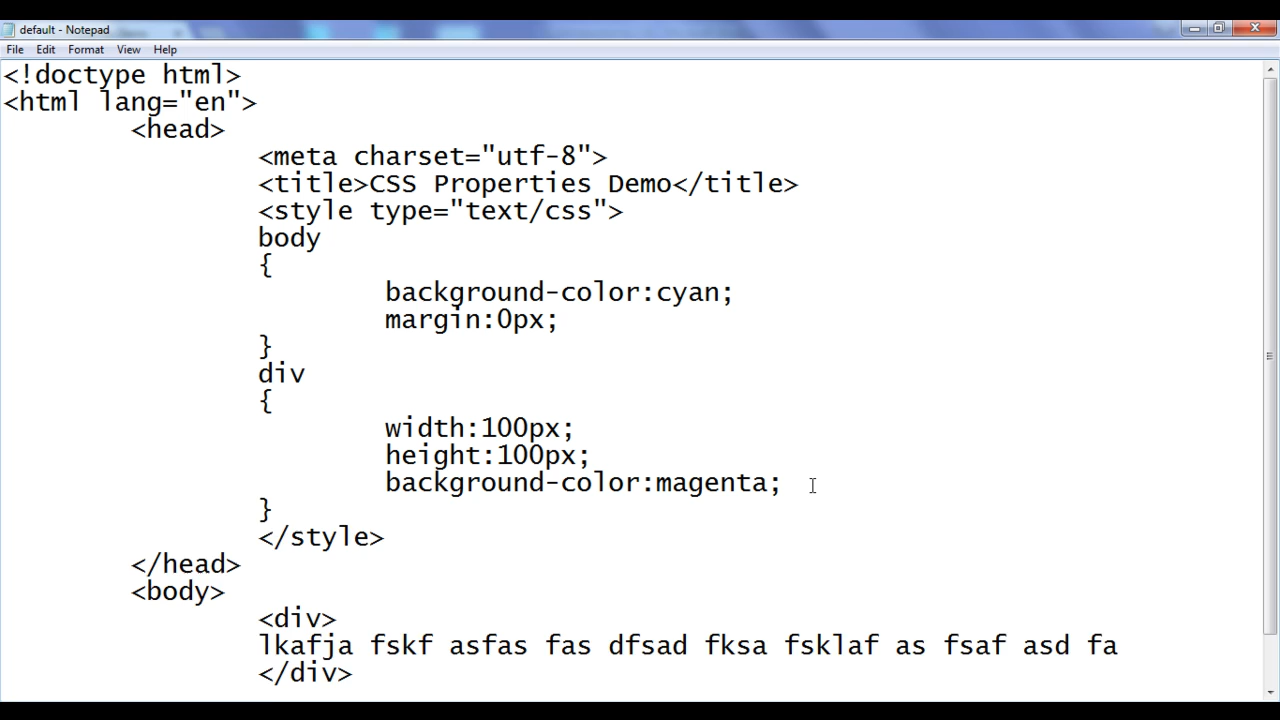 default - Notepad
File Edit Format View Help
<!doctype html>
<html lang="en">
<head>
<meta charset="utf-8">
<title>CSS Properties Demo</title>
<style type="text/css">
body
{
background-color:cyan;
margin:0px;
}
div
{
width:100px;
height:100px;
background-color:magenta;
}
</style>
</head>
<body>
<div>
lkafja fskf asfas fas dfsad fksa fsklaf as fsaf asd fa
</div>